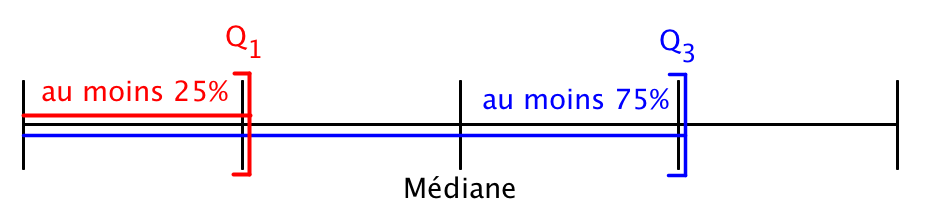 Q1
Q3
au moins 25%
au moins 75%
Médiane